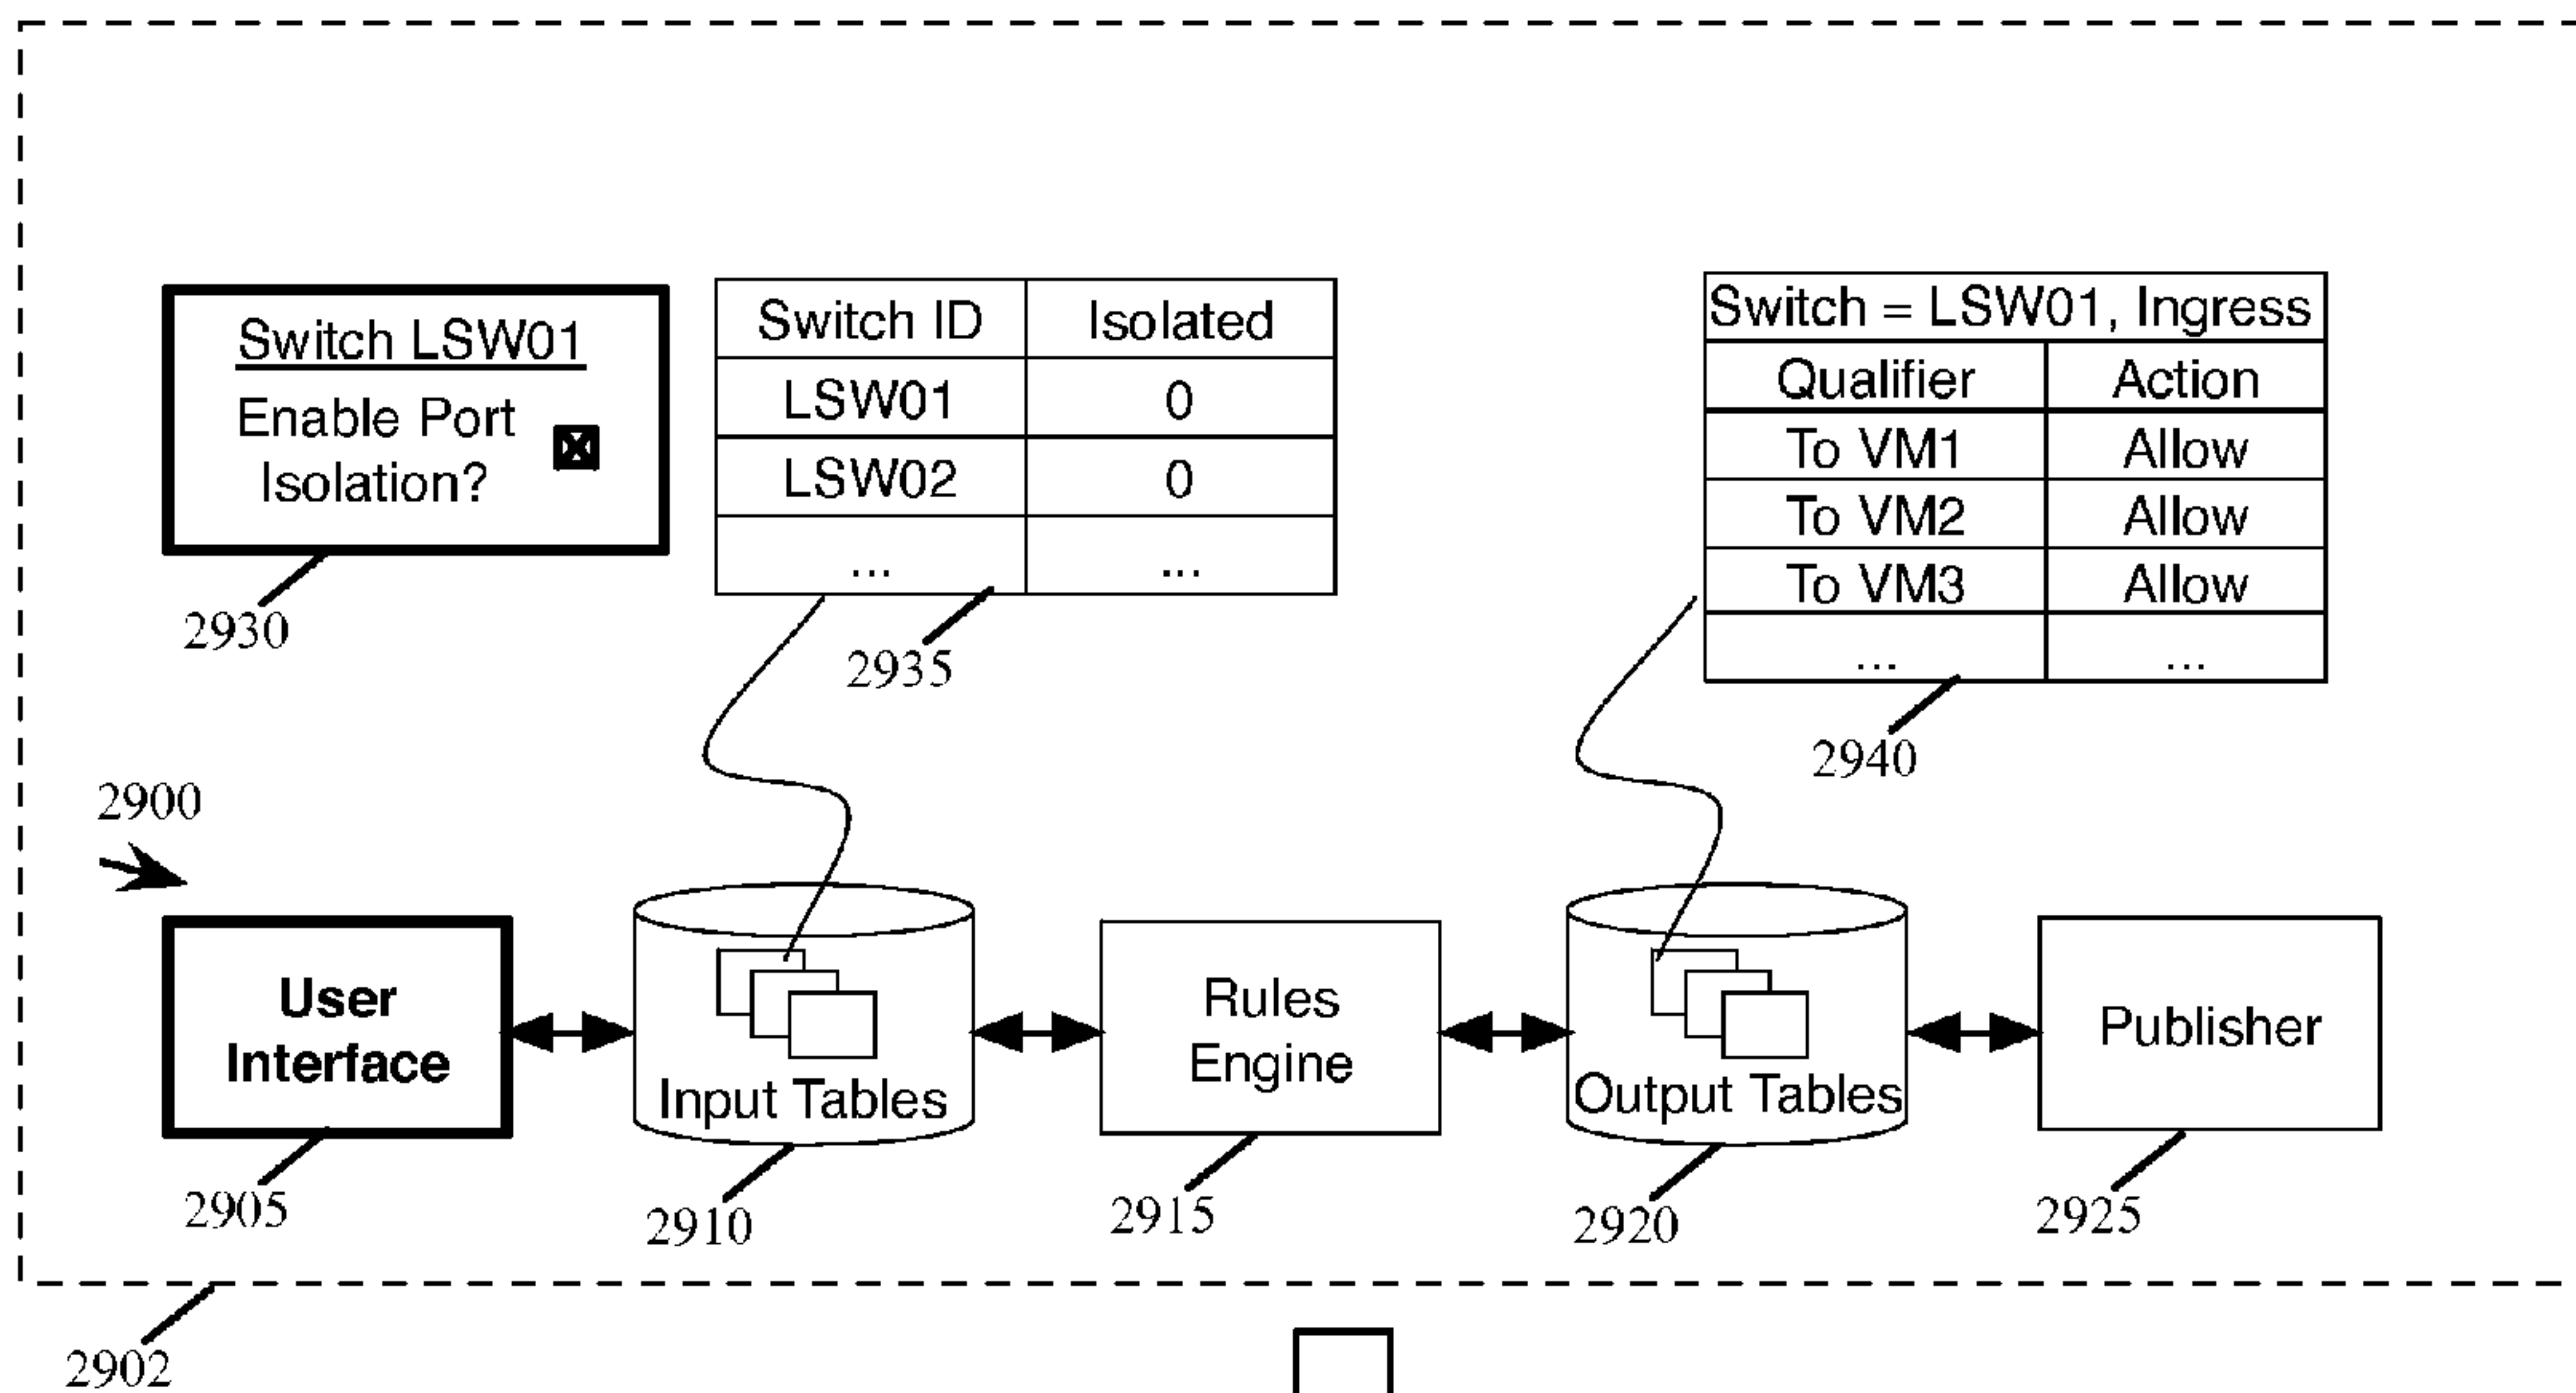 Switch LSW01
Enable Port
Isolation?
2930
Switch ID Isolated
LSW01 0
LSW02 0
... ...
2935
Switch = LSW01, Ingress
Qualifier Action
To VM1 Allow
To VM2 Allow
To VM3 Allow
... ...
2940
2900
User
Interface
2905
Input Tables
2910
Rules
Engine
2915
Output Tables
2920
Publisher
2925
2902